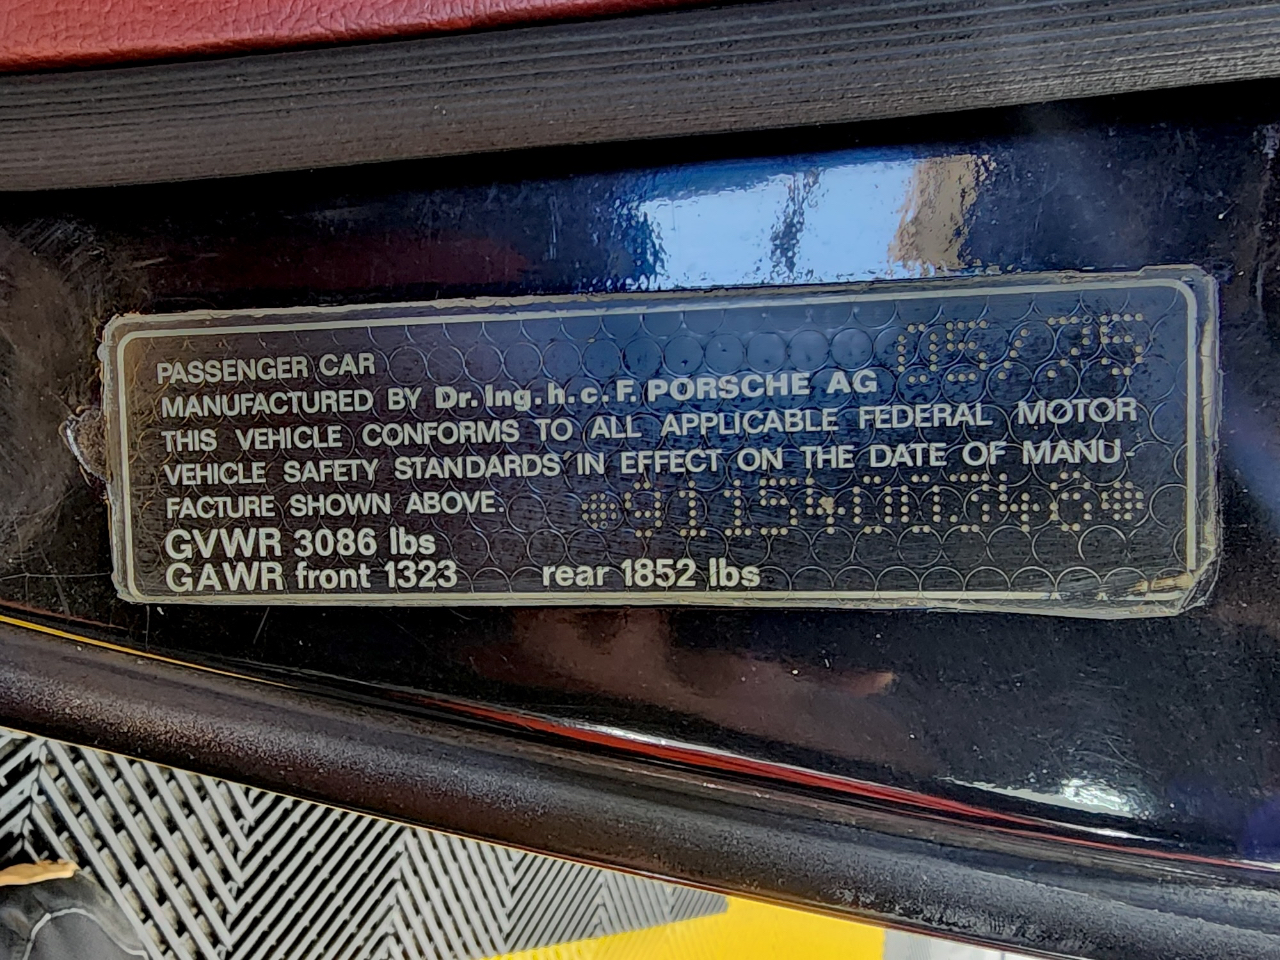 05/75
PASSENGER CAR
MANUFACTURED BY Dr.Ing.h.c.F. PORSCHE AG
THIS VEHICLE CONFORMS TO ALL APPLICABLE FEDERAL MOTOR
VEHICLE SAFETY STANDARDS IN EFFECT ON THE DATE OF MANU-
FACTURE SHOWN ABOVE.
GVWR 3086 lbs
GAWR front 1323 rear 1852 lbs